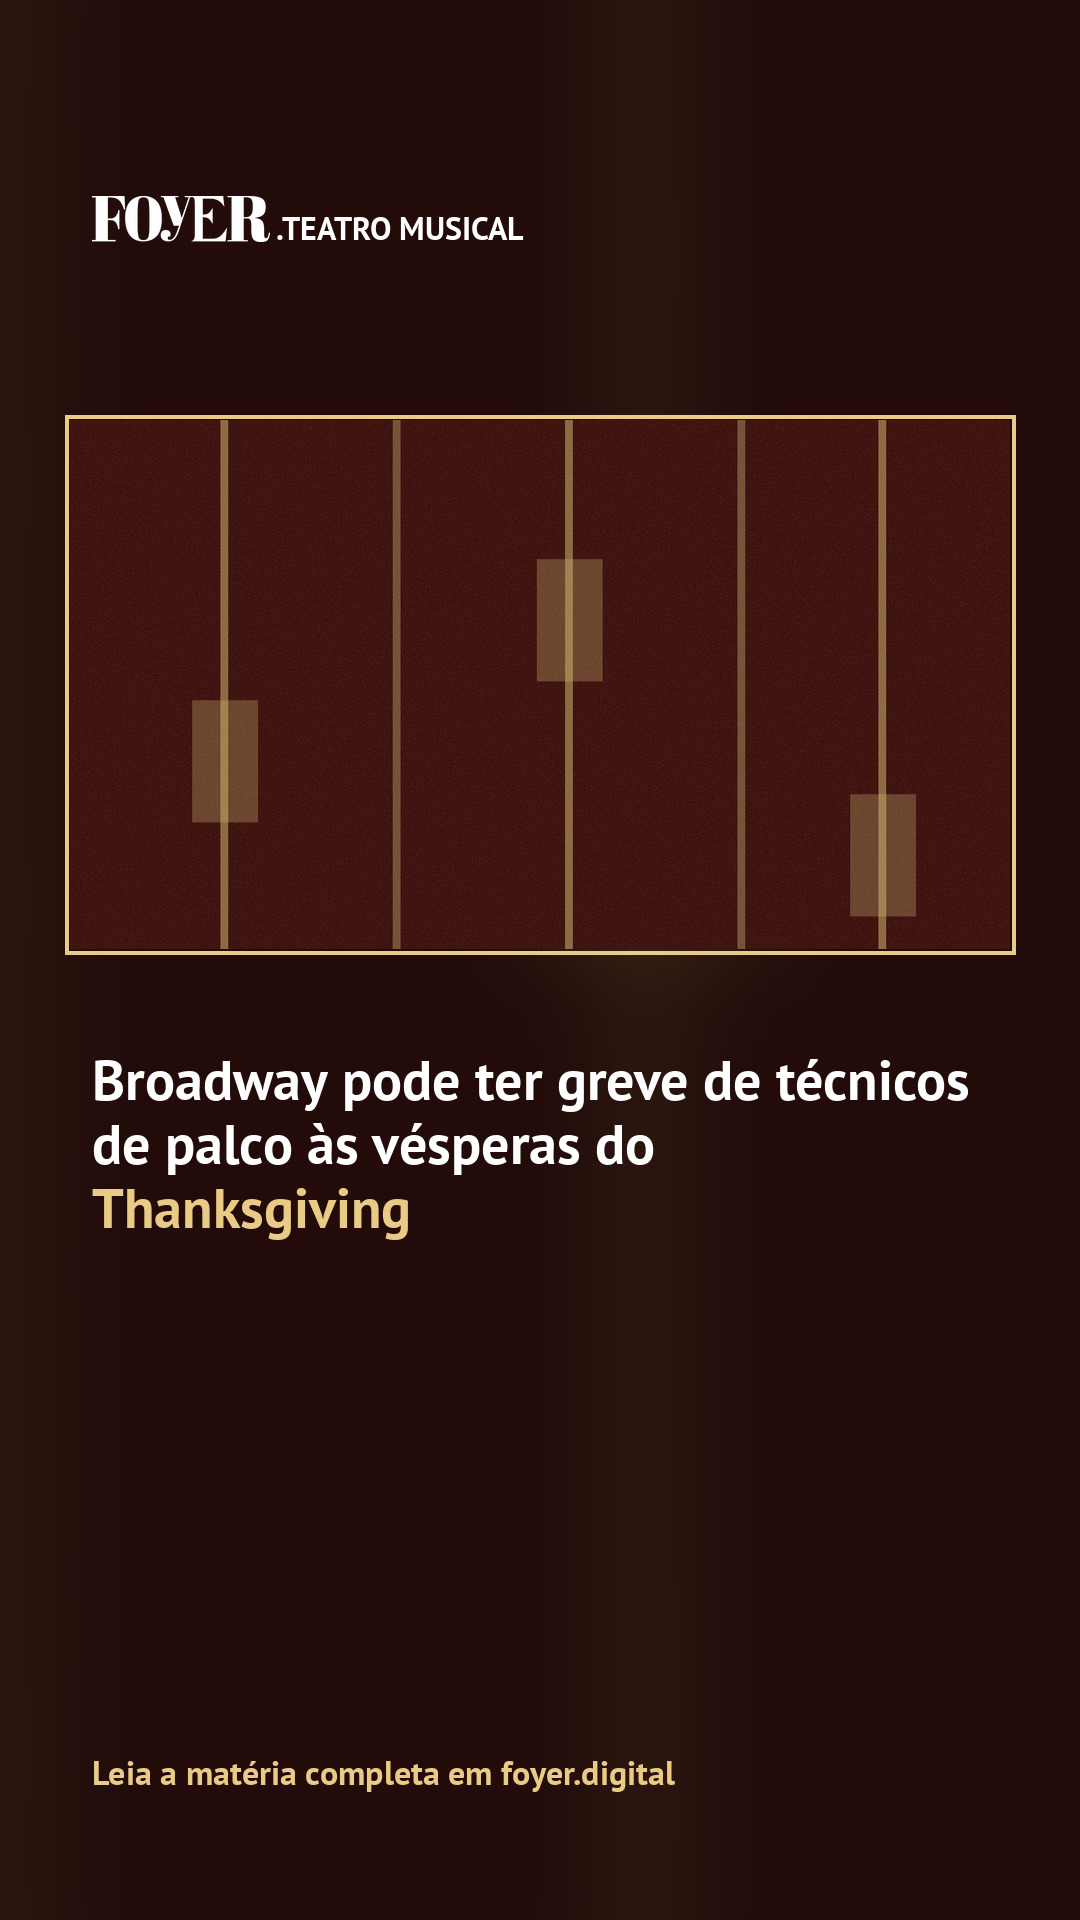 FOYER .TEATRO MUSICAL
Broadway pode ter greve de técnicos
de palco às vésperas do
Thanksgiving
Leia a matéria completa em foyer.digital